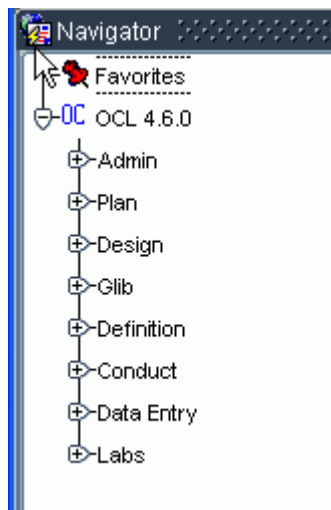 Navigator
Favorites
OC OCL 4.6.0
Admin
Plan
Design
Glib
Definition
Conduct
Data Entry
Labs